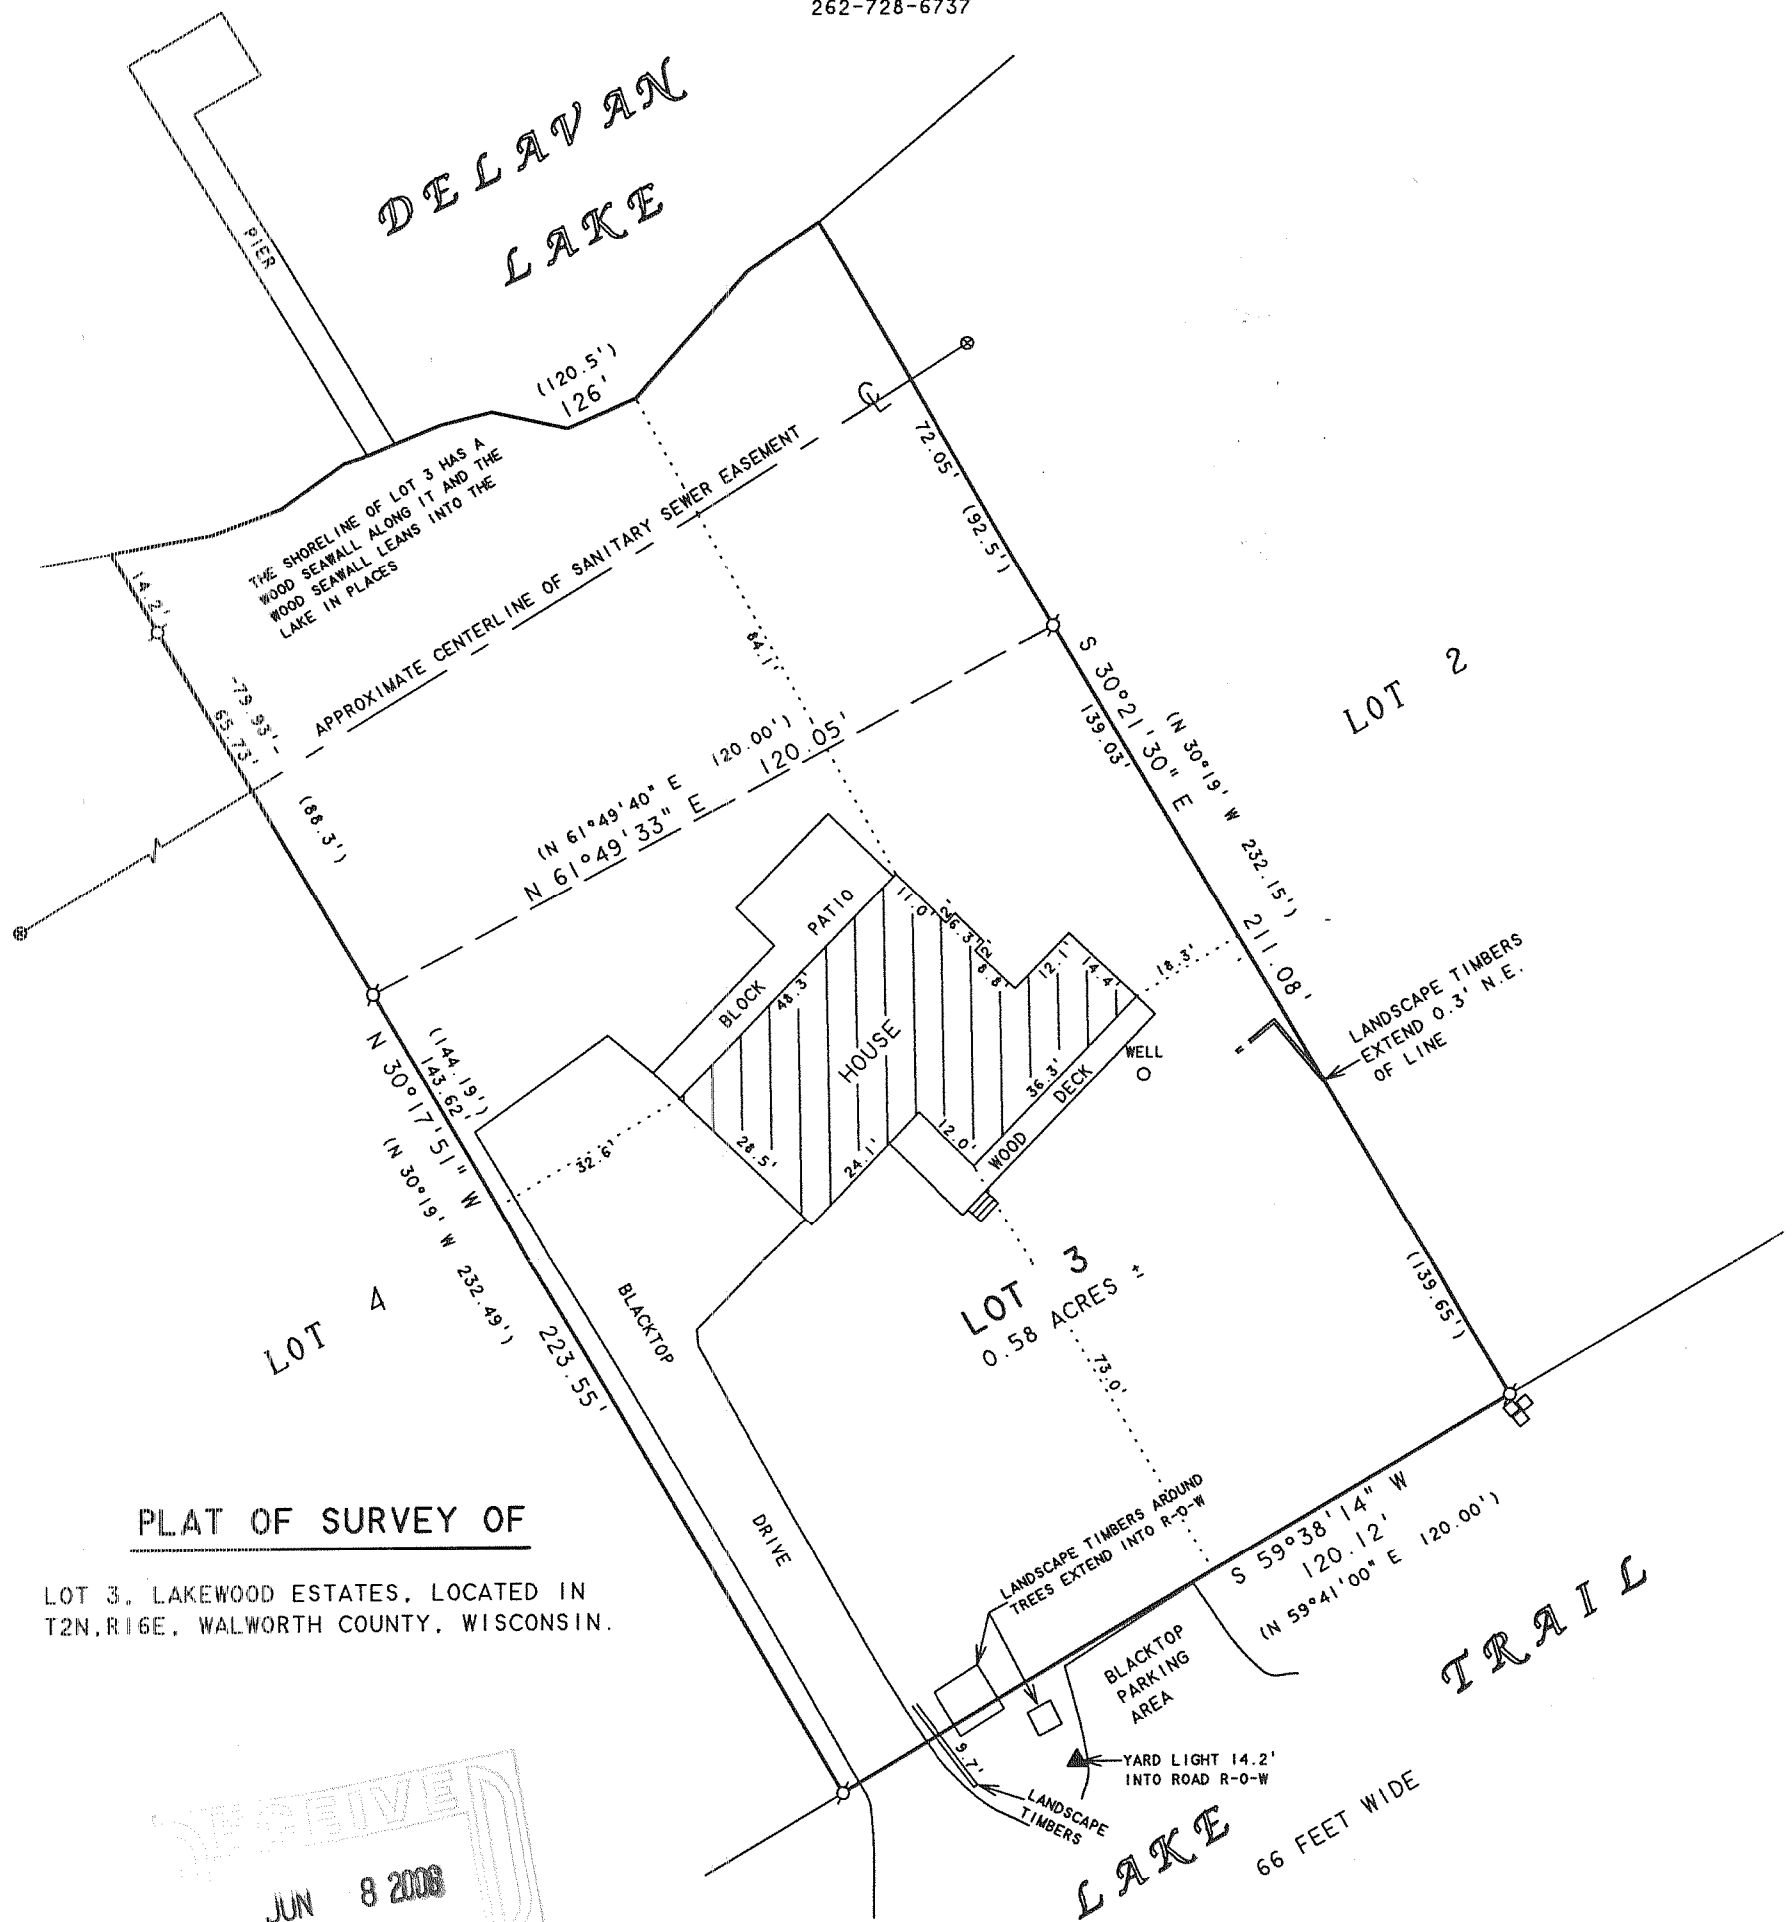 262-728-6737
DELAVAN
LAKE
PIER
(120.5')
126'
THE SHORELINE OF LOT 3 HAS A
WOOD SEAWALL ALONG IT AND THE
WOOD SEAWALL LEANS INTO THE
LAKE IN PLACES
APPROXIMATE CENTERLINE OF SANITARY SEWER EASEMENT
CL
72.05'
(92.5')
14.2'
-79.93'-
65.73'
(88.3')
84.1'
(N 61°49'40" E 120.00')
N 61°49'33" E 120.05'
S 30°21'30" E 211.08'
139.03'
(N 30°19' W 232.15')
LOT 2
BLOCK PATIO
48.3'
11.0'
2'
6.3'
2'
8.8'
12.1'
14.4'
18.3'
HOUSE
36.3'
WOOD DECK
WELL
LANDSCAPE TIMBERS
EXTEND 0.3' N.E.
OF LINE
(144.19')
143.62'
N 30°17'51" W 223.55'
(N 30°19' W 232.49')
32.6'
28.5'
24.1'
12.0'
LOT 4
BLACKTOP
DRIVE
LOT 3
0.58 ACRES ±
73.0'
(139.65')
PLAT OF SURVEY OF
LOT 3, LAKEWOOD ESTATES, LOCATED IN
T2N,R16E, WALWORTH COUNTY, WISCONSIN.
LANDSCAPE TIMBERS AROUND
TREES EXTEND INTO R-O-W
S 59°38'14" W
120.12'
(N 59°41'00" E 120.00')
BLACKTOP
PARKING
AREA
9.7'
YARD LIGHT 14.2'
INTO ROAD R-O-W
LANDSCAPE
TIMBERS
LAKE TRAIL
66 FEET WIDE
RECEIVED
JUN 8 2006